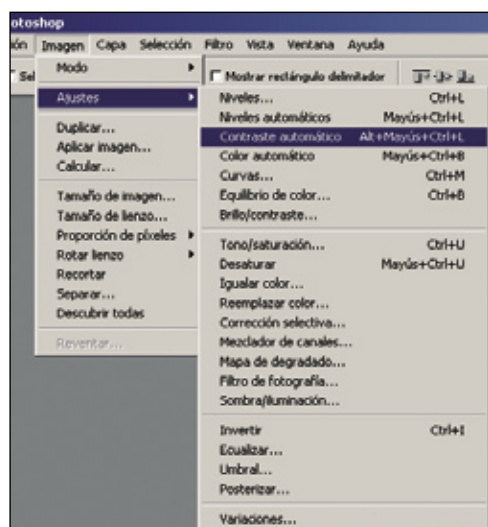 otoshop
ión Imagen Capa Selección Filtro Vista Ventana Ayuda
Sel Modo Mostrar rectángulo delimitador
Ajustes
Duplicar...
Aplicar imagen...
Calcular...
Tamaño de imagen...
Tamaño de lienzo...
Proporción de píxeles
Rotar lienzo
Recortar
Separar...
Descubrir todas
Reventar...
Niveles... Ctrl+L
Niveles automáticos Mayús+Ctrl+L
Contraste automático Alt+Mayús+Ctrl+L
Color automático Mayús+Ctrl+B
Curvas... Ctrl+M
Equilibrio de color... Ctrl+B
Brillo/contraste...
Tono/saturación... Ctrl+U
Desaturar Mayús+Ctrl+U
Igualar color...
Reemplazar color...
Corrección selectiva...
Mezclador de canales...
Mapa de degradado...
Filtro de fotografía...
Sombra/iluminación...
Invertir Ctrl+I
Ecualizar...
Umbral...
Posterizar...
Variaciones...